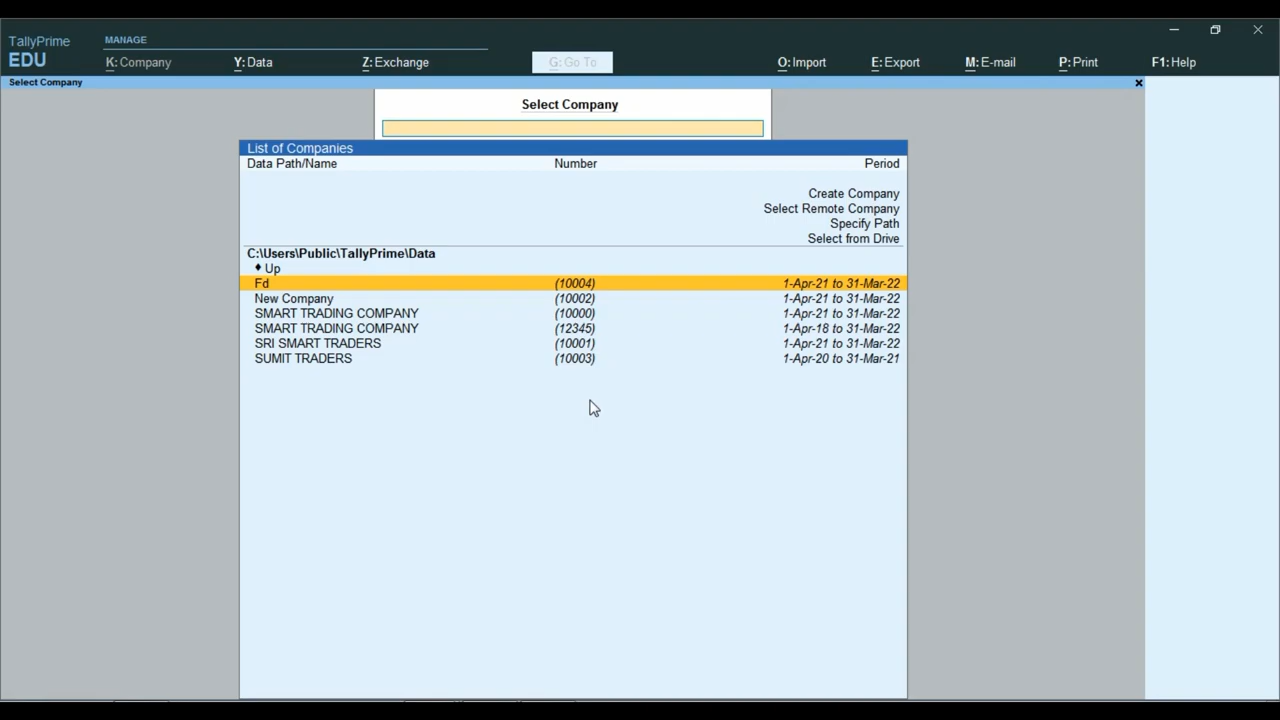 TallyPrime MANAGE
EDU K: Company Y: Data Z: Exchange G: Go To O: Import E: Export M: E-mail P: Print F1: Help
Select Company
Select Company
List of Companies
Data Path/Name Number Period
Create Company
Select Remote Company
Specify Path
Select from Drive
C:\Users\Public\TallyPrime\Data
♦ Up
Fd (10004) 1-Apr-21 to 31-Mar-22
New Company (10002) 1-Apr-21 to 31-Mar-22
SMART TRADING COMPANY (10000) 1-Apr-21 to 31-Mar-22
SMART TRADING COMPANY (12345) 1-Apr-18 to 31-Mar-22
SRI SMART TRADERS (10001) 1-Apr-21 to 31-Mar-22
SUMIT TRADERS (10003) 1-Apr-20 to 31-Mar-21